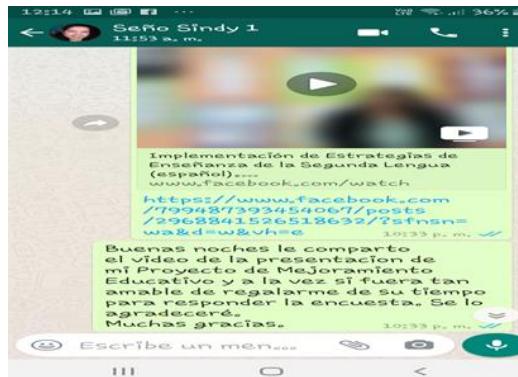 12:14 36%
Seño Sindy 1
11:53 a. m.
Implementación de Estrategias de
Enseñanza de la Segunda Lengua
(español)....
www.facebook.com/watch
https://www.facebook.com
/799487393454067/posts
/2968841526518632/?sfnsn=
wa&d=w&vh=e
10:33 p. m.
Buenas noches le comparto
el vídeo de la presentacion de
mi Proyecto de Mejoramiento
Educativo y a la vez si fuera tan
amable de regalarme de su tiempo
para responder la encuesta. Se lo
agradeceré.
Muchas gracias.
10:33 p. m.
Escribe un men...